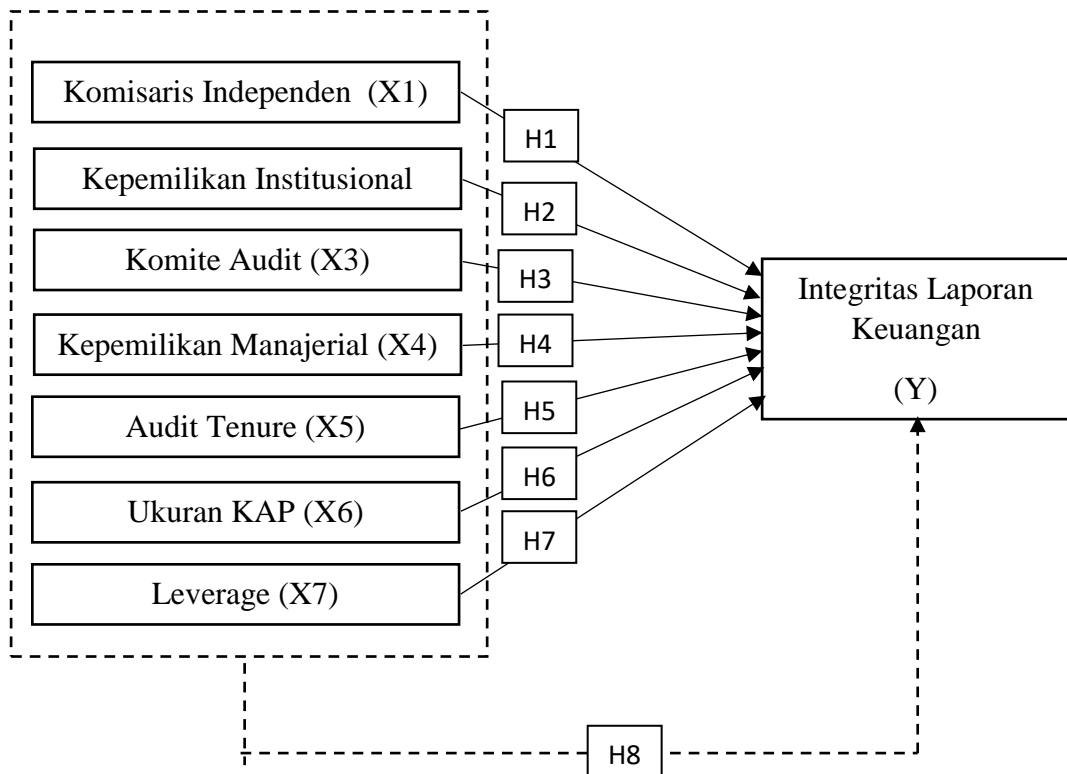 Komisaris Independen (X1)
H1
Kepemilikan Institusional
H2
Komite Audit (X3)
H3
Kepemilikan Manajerial (X4)
H4
Audit Tenure (X5)
H5
Ukuran KAP (X6)
H6
Leverage (X7)
H7
Integritas Laporan
Keuangan
(Y)
H8